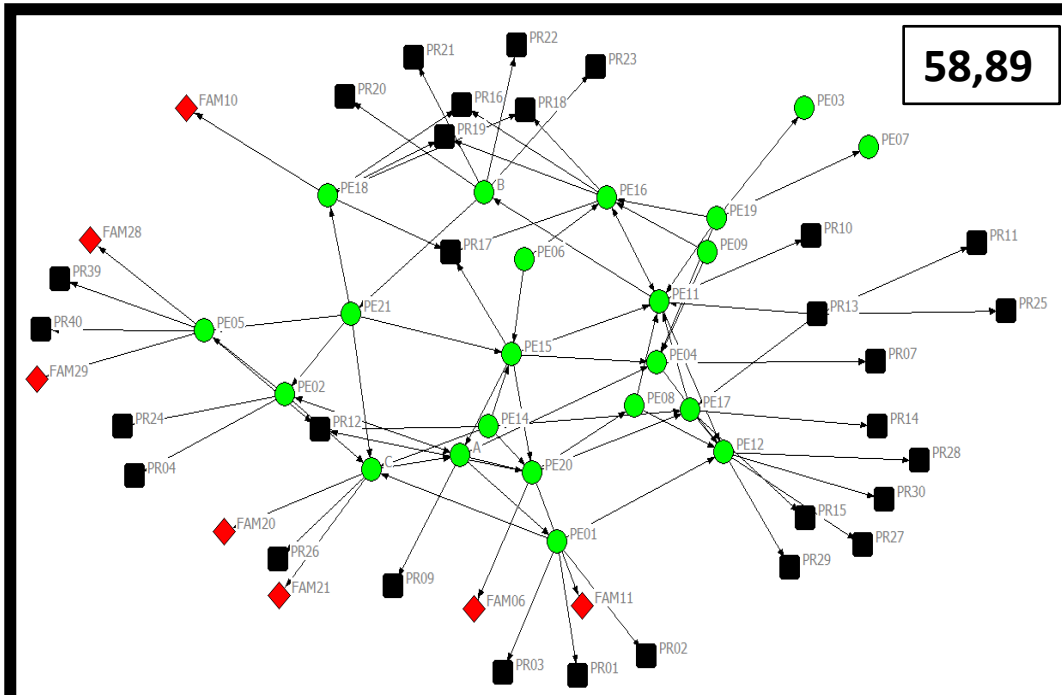 58,89
PR22
PR21
PR23
PR20
PR16
PR18
FAM10
PE03
PR19
PE07
PE18
B
PE16
PE19
FAM28
PR10
PR11
PR17
PE06
PE09
PR39
PE11
PR13
PR25
PE21
PR40
PE05
PE15
PE04
PR07
FAM29
PE02
PE08
PE17
PR24
PR12
PE14
PR14
A
PE12
PR28
PR04
C
PE20
PR30
PR15
FAM20
PE01
PR27
PR26
PR29
FAM21
PR09
FAM06
FAM11
PR02
PR03
PR01